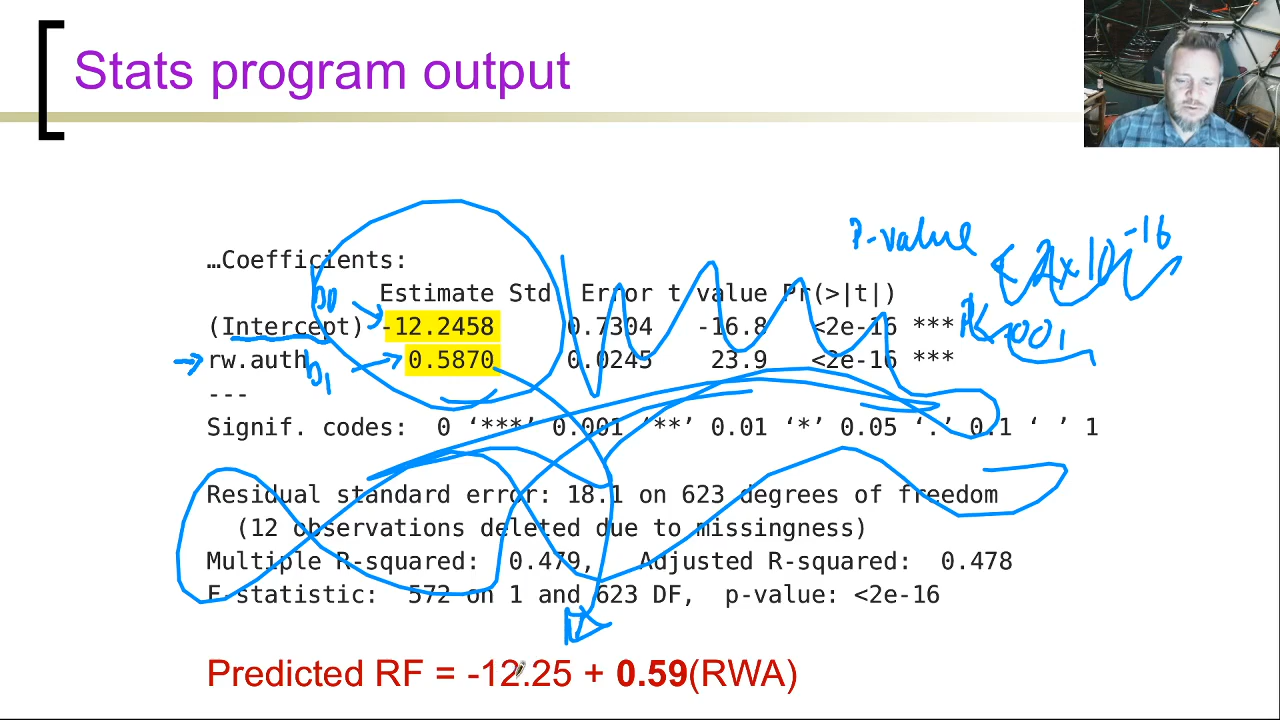 Stats program output
P-value < 2x10-16
…Coefficients:
b0
Estimate Std. Error t value Pr(>|t|)
(Intercept) -12.2458 0.7304 -16.8 <2e-16 ***
P<.001
rw.auth 0.5870 0.0245 23.9 <2e-16 ***
b1
---
Signif. codes: 0 ‘***’ 0.001 ‘**’ 0.01 ‘*’ 0.05 ‘.’ 0.1 ‘ ’ 1
Residual standard error: 18.1 on 623 degrees of freedom
(12 observations deleted due to missingness)
Multiple R-squared: 0.479, Adjusted R-squared: 0.478
F-statistic: 572 on 1 and 623 DF, p-value: <2e-16
Predicted RF = -12.25 + 0.59(RWA)